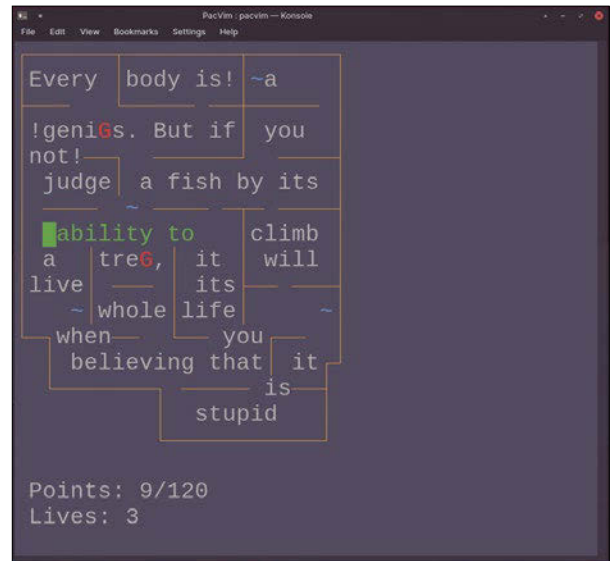 PacVim : pacvim — Konsole
File Edit View Bookmarks Settings Help
Every body is! ~a
!geniGs. But if you
not!
judge a fish by its
~
ability to climb
a treG, it will
live its
~ whole life ~
when you
believing that it
is
stupid
Points: 9/120
Lives: 3